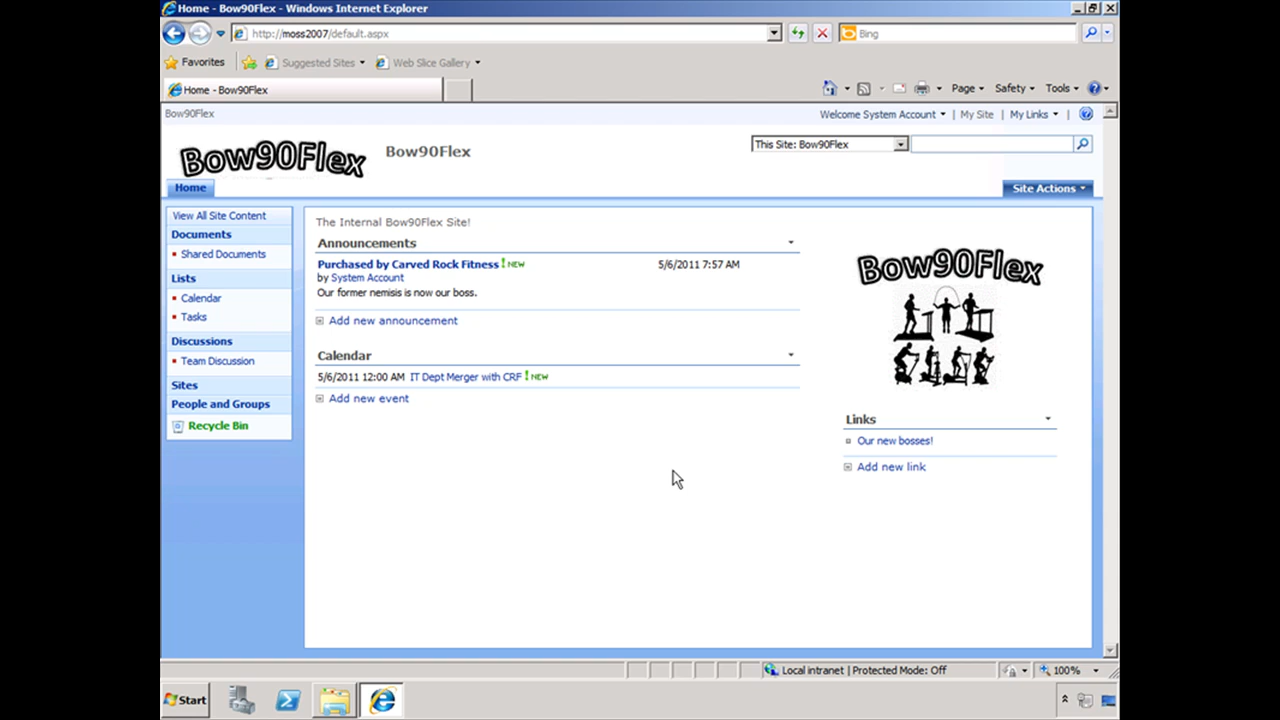 Home - Bow90Flex - Windows Internet Explorer
http://moss2007/default.aspx
Bing
Favorites
Suggested Sites
Web Slice Gallery
Home - Bow90Flex
Page
Safety
Tools
Bow90Flex
Welcome System Account
My Site
My Links
Bow90Flex
Bow90Flex
This Site: Bow90Flex
Home
Site Actions
View All Site Content
Documents
Shared Documents
Lists
Calendar
Tasks
Discussions
Team Discussion
Sites
People and Groups
Recycle Bin
The Internal Bow90Flex Site!
Announcements
Purchased by Carved Rock Fitness ! NEW
5/6/2011 7:57 AM
by System Account
Our former nemisis is now our boss.
Add new announcement
Calendar
5/6/2011 12:00 AM IT Dept Merger with CRF ! NEW
Add new event
Bow90Flex
Links
Our new bosses!
Add new link
Local intranet | Protected Mode: Off
100%
Start